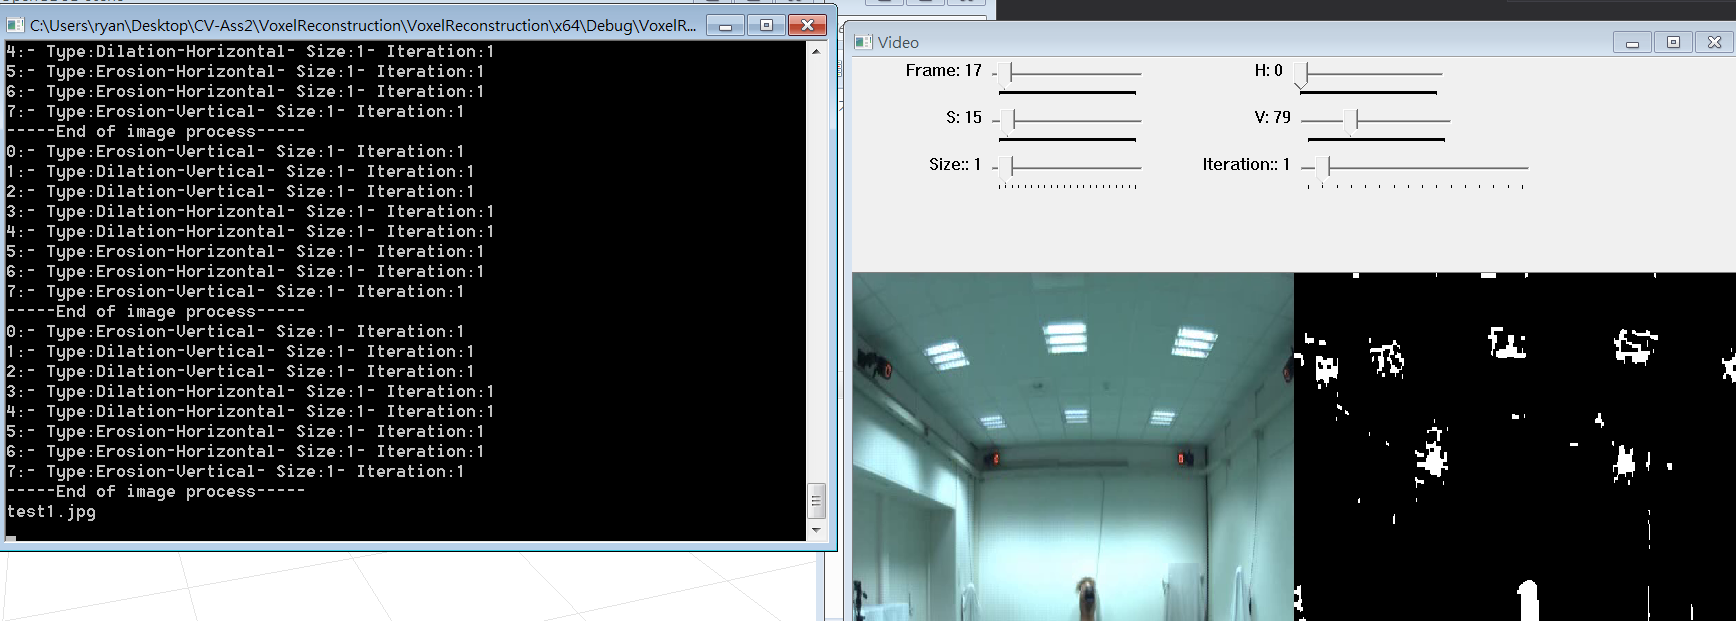 C:\Users\ryan\Desktop\CV-Ass2\VoxelReconstruction\VoxelReconstruction\x64\Debug\VoxelR...
4:- Type:Dilation-Horizontal- Size:1- Iteration:1
5:- Type:Erosion-Horizontal- Size:1- Iteration:1
6:- Type:Erosion-Horizontal- Size:1- Iteration:1
7:- Type:Erosion-Vertical- Size:1- Iteration:1
-----End of image process-----
0:- Type:Erosion-Vertical- Size:1- Iteration:1
1:- Type:Dilation-Vertical- Size:1- Iteration:1
2:- Type:Dilation-Vertical- Size:1- Iteration:1
3:- Type:Dilation-Horizontal- Size:1- Iteration:1
4:- Type:Dilation-Horizontal- Size:1- Iteration:1
5:- Type:Erosion-Horizontal- Size:1- Iteration:1
6:- Type:Erosion-Horizontal- Size:1- Iteration:1
7:- Type:Erosion-Vertical- Size:1- Iteration:1
-----End of image process-----
0:- Type:Erosion-Vertical- Size:1- Iteration:1
1:- Type:Dilation-Vertical- Size:1- Iteration:1
2:- Type:Dilation-Vertical- Size:1- Iteration:1
3:- Type:Dilation-Horizontal- Size:1- Iteration:1
4:- Type:Dilation-Horizontal- Size:1- Iteration:1
5:- Type:Erosion-Horizontal- Size:1- Iteration:1
6:- Type:Erosion-Horizontal- Size:1- Iteration:1
7:- Type:Erosion-Vertical- Size:1- Iteration:1
-----End of image process-----
test1.jpg
Video
Frame: 17
H: 0
S: 15
V: 79
Size:: 1
Iteration:: 1